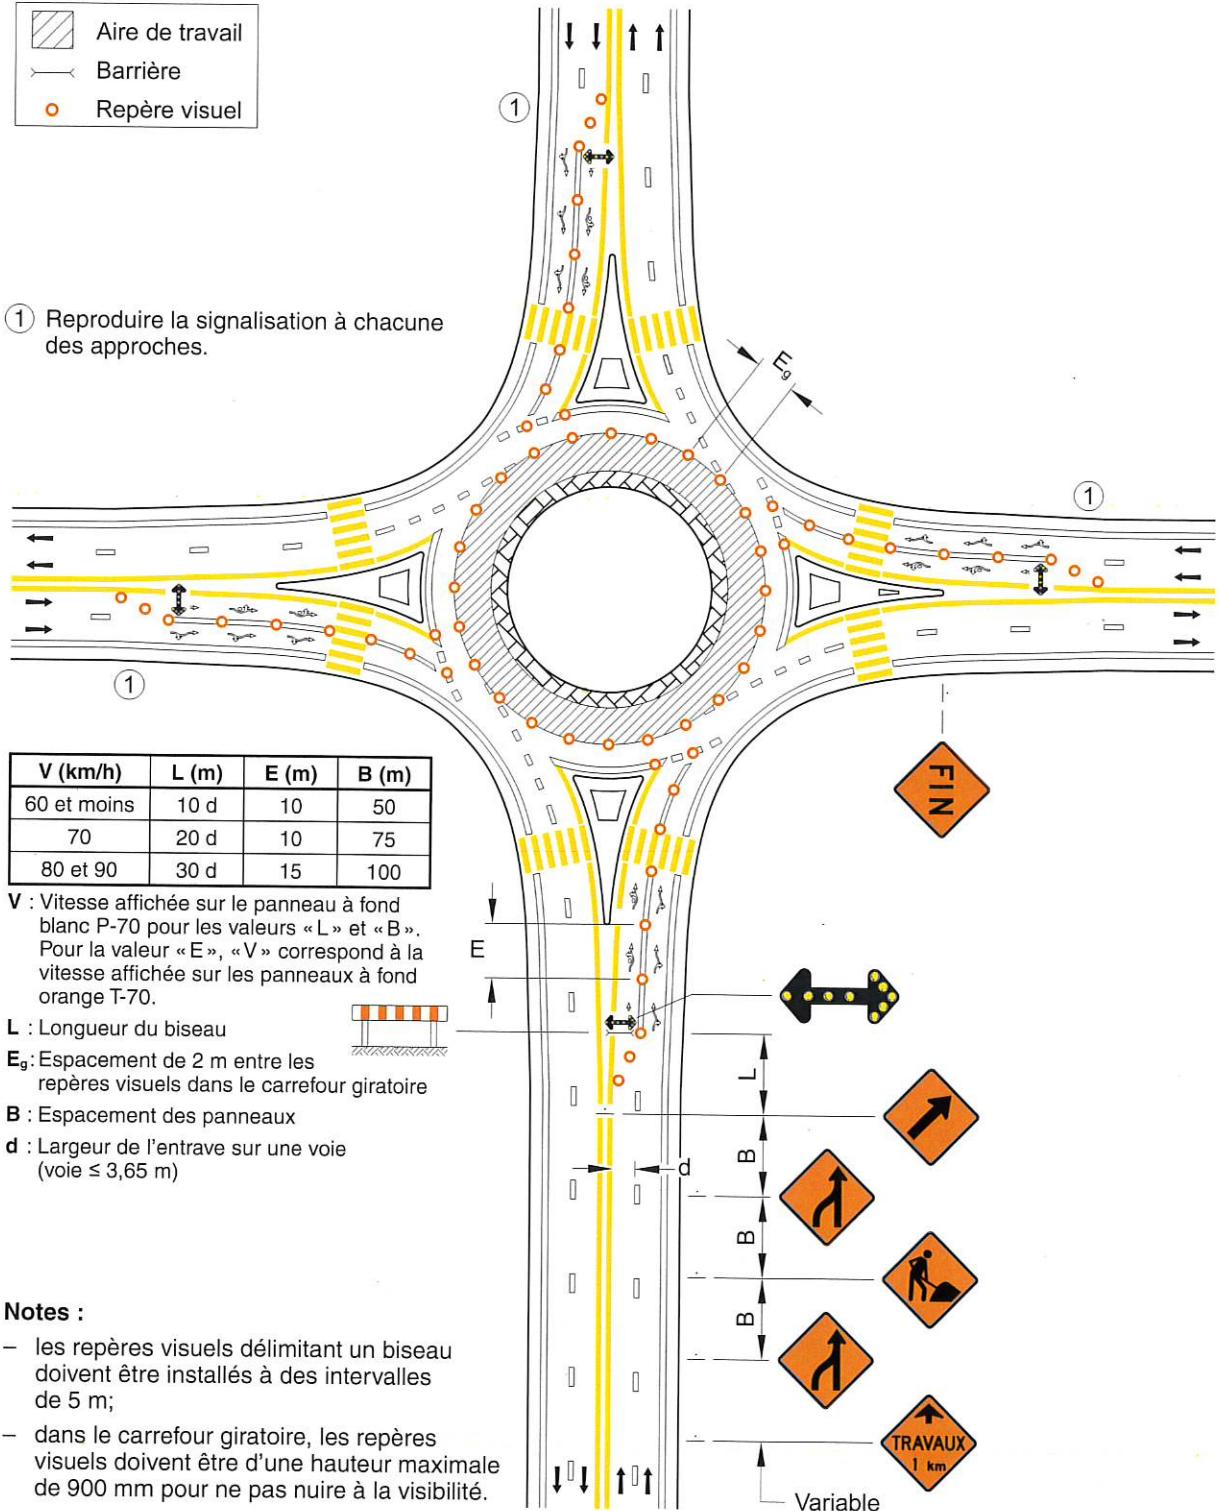 Aire de travail
Barrière
Repère visuel
1
1 Reproduire la signalisation à chacune
des approches.
Eg
1
1
V (km/h) L (m) E (m) B (m)
60 et moins 10 d 10 50
70 20 d 10 75
80 et 90 30 d 15 100
FIN
V : Vitesse affichée sur le panneau à fond
blanc P-70 pour les valeurs « L » et « B ».
Pour la valeur « E », « V » correspond à la
vitesse affichée sur les panneaux à fond
orange T-70.
L : Longueur du biseau
Eg : Espacement de 2 m entre les
repères visuels dans le carrefour giratoire
B : Espacement des panneaux
d : Largeur de l'entrave sur une voie
(voie ≤ 3,65 m)
E
L
B
d
B
B
Notes :
– les repères visuels délimitant un biseau
doivent être installés à des intervalles
de 5 m;
– dans le carrefour giratoire, les repères
visuels doivent être d'une hauteur maximale
de 900 mm pour ne pas nuire à la visibilité.
TRAVAUX
1 km
Variable